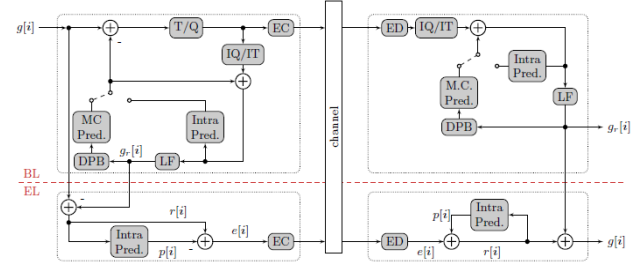 g[i]
-
T/Q
EC
IQ/IT
MC
Pred.
Intra
Pred.
DPB
g_r[i]
LF
BL
EL
channel
ED
IQ/IT
M.C.
Pred.
Intra
Pred.
LF
DPB
g_r[i]
-
r[i]
Intra
Pred.
p[i]
-
e[i]
EC
ED
e[i]
p[i]
Intra
Pred.
r[i]
g[i]